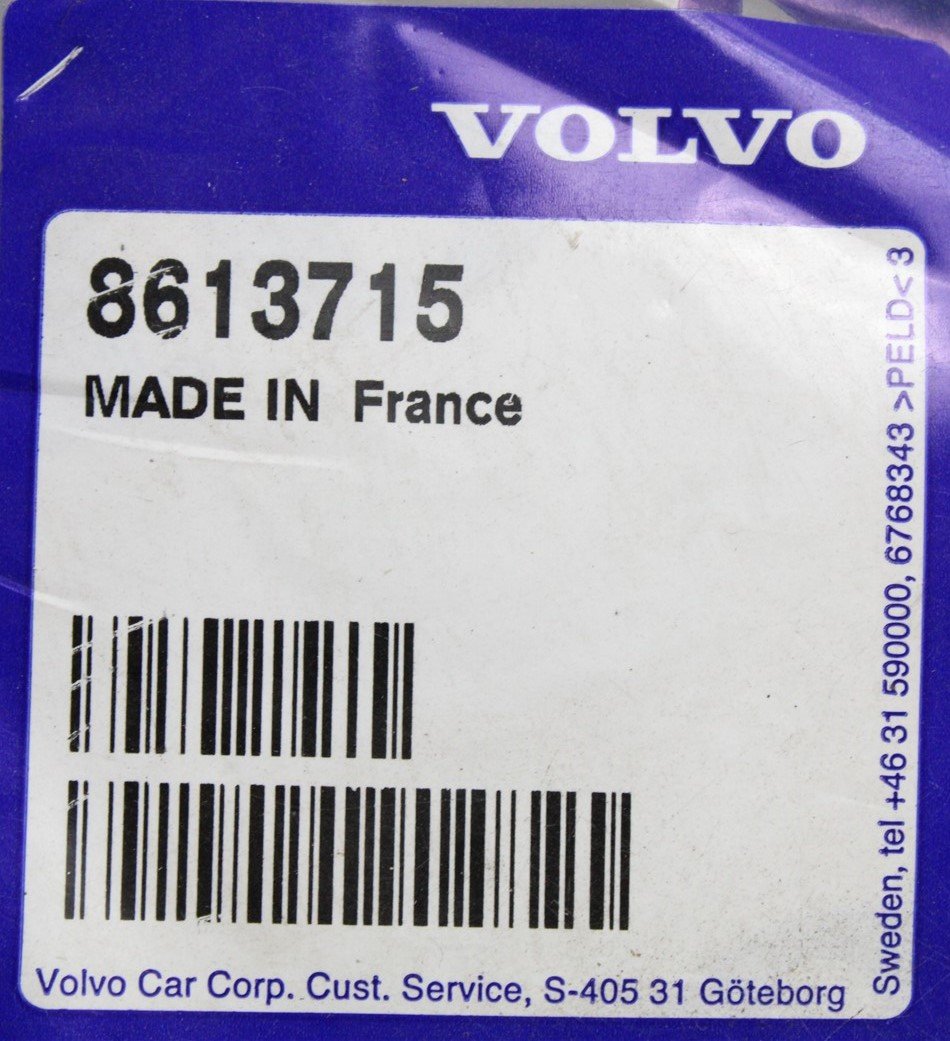 VOLVO
8613715
MADE IN France
Volvo Car Corp. Cust. Service, S-405 31 Göteborg
Sweden, tel +46 31 590000, 6768343 >PELD<3